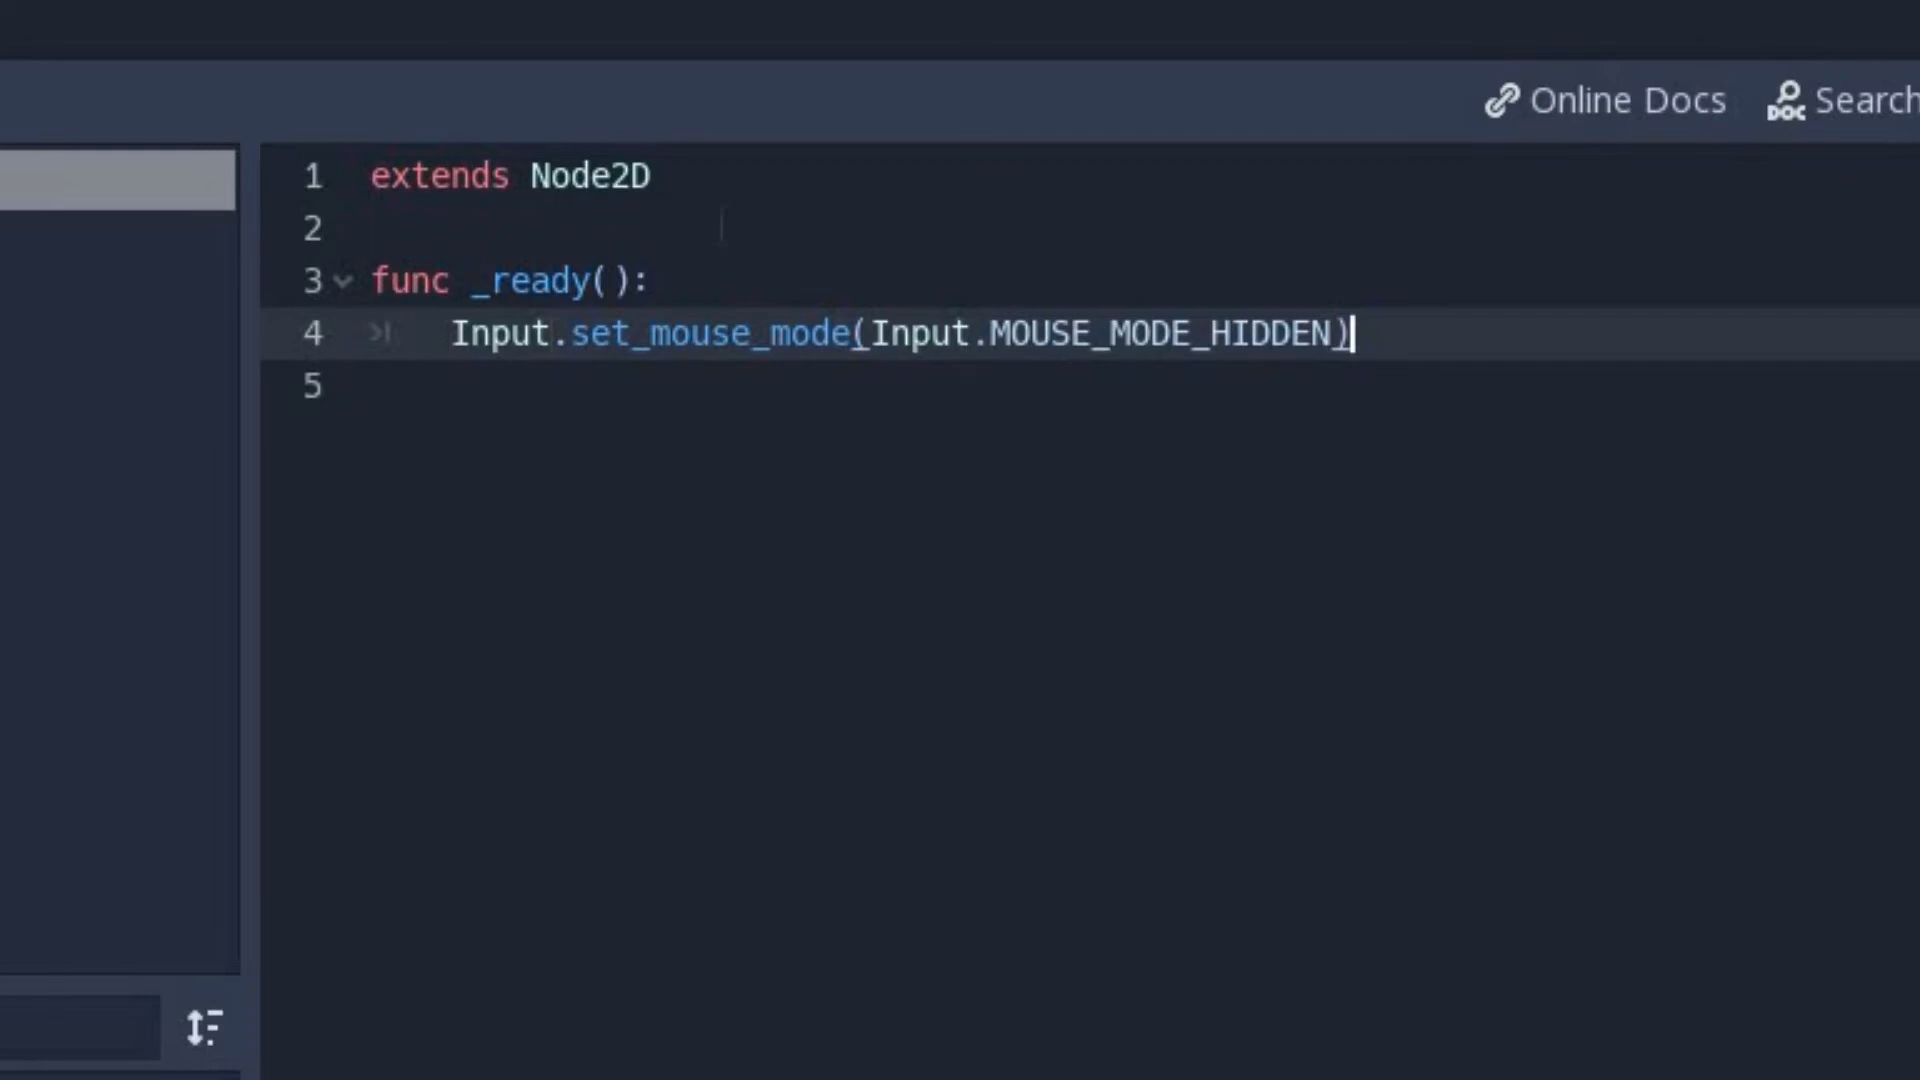 Online Docs
Search
1 extends Node2D
2
3 func _ready():
4 Input.set_mouse_mode(Input.MOUSE_MODE_HIDDEN)
5